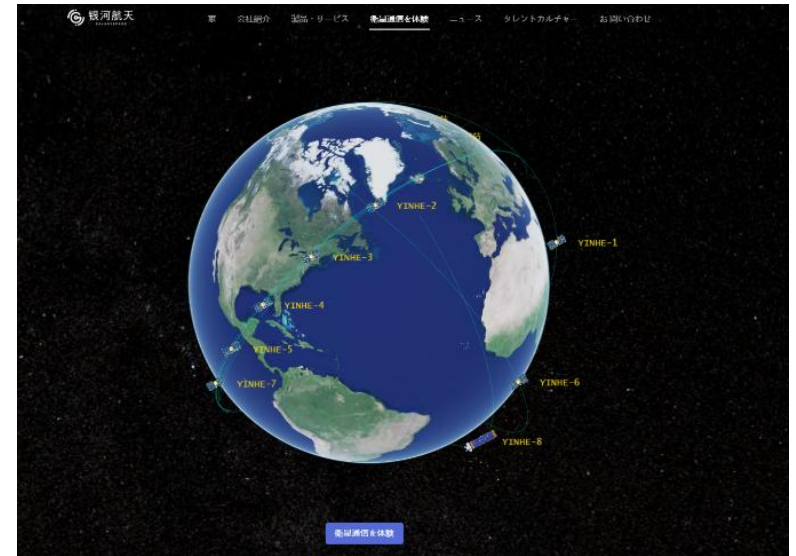 银河航天
家 会社紹介 製品・サービス 衛星通信を体験 ニュース タレントカルチャー お問い合わせ
YINHE-2
YINHE-1
YINHE-3
YINHE-4
YINHE-5
YINHE-7
YINHE-6
YINHE-8
衛星通信を体験